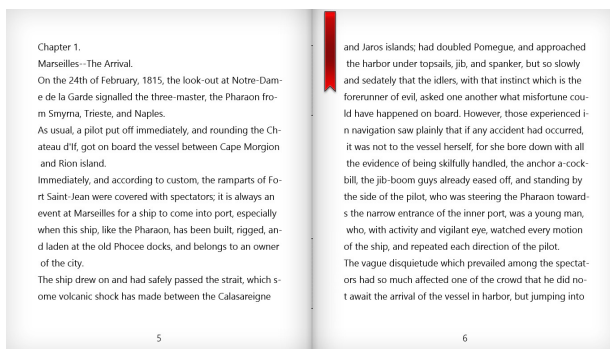 Chapter 1.
Marseilles--The Arrival.
On the 24th of February, 1815, the look-out at Notre-Dam-
e de la Garde signalled the three-master, the Pharaon fro-
m Smyrna, Trieste, and Naples.
As usual, a pilot put off immediately, and rounding the Ch-
ateau d'If, got on board the vessel between Cape Morgion
and Rion island.
Immediately, and according to custom, the ramparts of Fo-
rt Saint-Jean were covered with spectators; it is always an
event at Marseilles for a ship to come into port, especially
when this ship, like the Pharaon, has been built, rigged, an-
d laden at the old Phocee docks, and belongs to an owner
of the city.
The ship drew on and had safely passed the strait, which s-
ome volcanic shock has made between the Calasareigne
5
and Jaros islands; had doubled Pomegue, and approached
the harbor under topsails, jib, and spanker, but so slowly
and sedately that the idlers, with that instinct which is the
forerunner of evil, asked one another what misfortune cou-
ld have happened on board. However, those experienced i-
n navigation saw plainly that if any accident had occurred,
it was not to the vessel herself, for she bore down with all
the evidence of being skilfully handled, the anchor a-cock-
bill, the jib-boom guys already eased off, and standing by
the side of the pilot, who was steering the Pharaon toward-
s the narrow entrance of the inner port, was a young man,
who, with activity and vigilant eye, watched every motion
of the ship, and repeated each direction of the pilot.
The vague disquietude which prevailed among the spectat-
ors had so much affected one of the crowd that he did no-
t await the arrival of the vessel in harbor, but jumping into
6